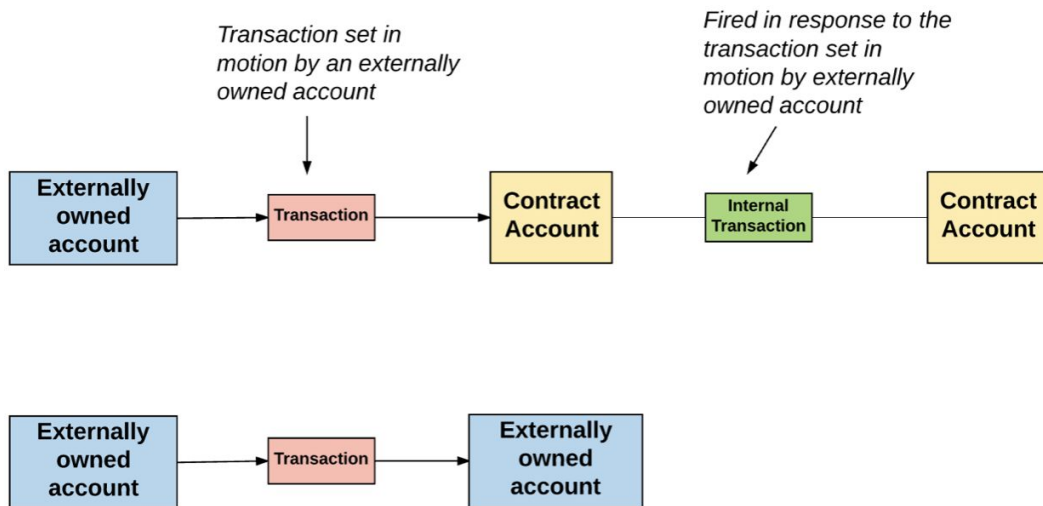 Transaction set in
motion by an externally
owned account
Fired in response to the
transaction set in
motion by externally
owned account
Externally
owned
account
Transaction
Contract
Account
Internal
Transaction
Contract
Account
Externally
owned
account
Transaction
Externally
owned
account